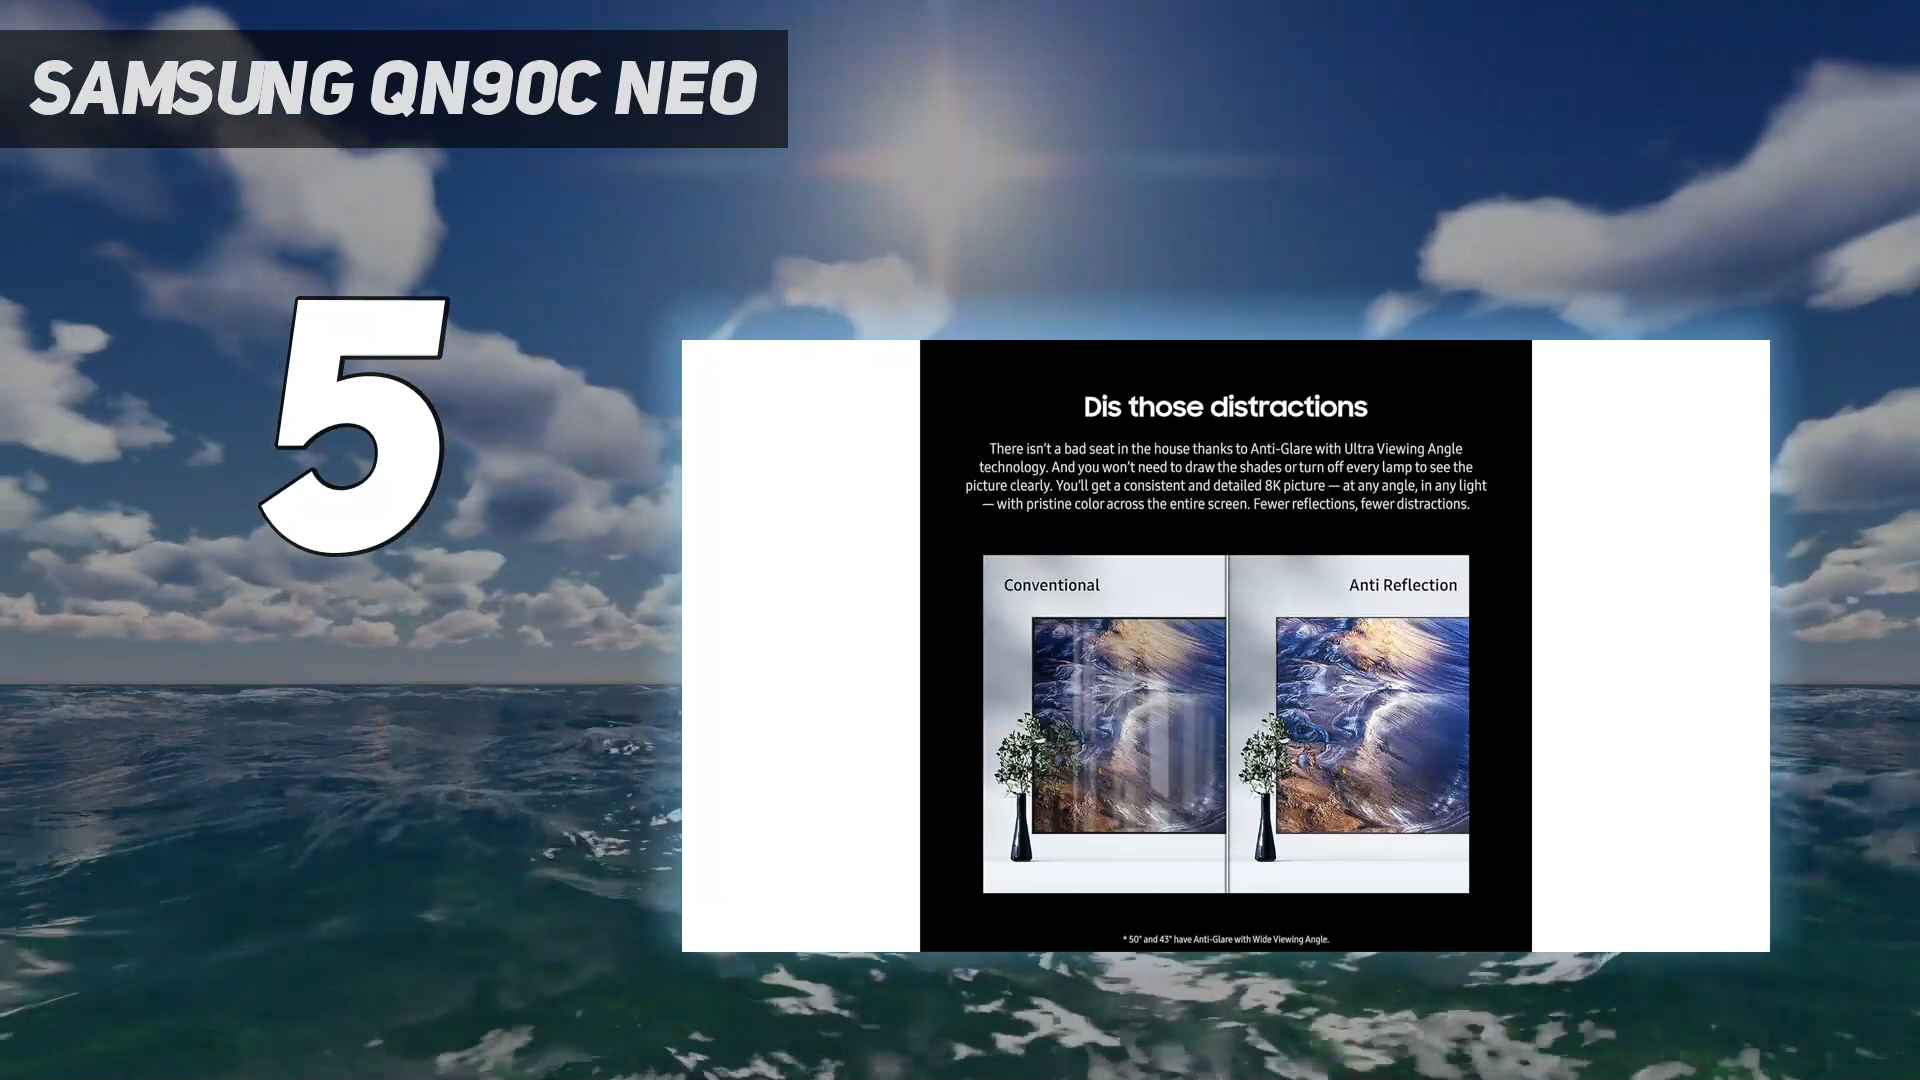 SAMSUNG QN90C NEO
5
Dis those distractions
There isn't a bad seat in the house thanks to Anti-Glare with Ultra Viewing Angle
technology. And you won't need to draw the shades or turn off every lamp to see the
picture clearly. You'll get a consistent and detailed 8K picture — at any angle, in any light
— with pristine color across the entire screen. Fewer reflections, fewer distractions.
Conventional
Anti Reflection
* 50" and 43" have Anti-Glare with Wide Viewing Angle.